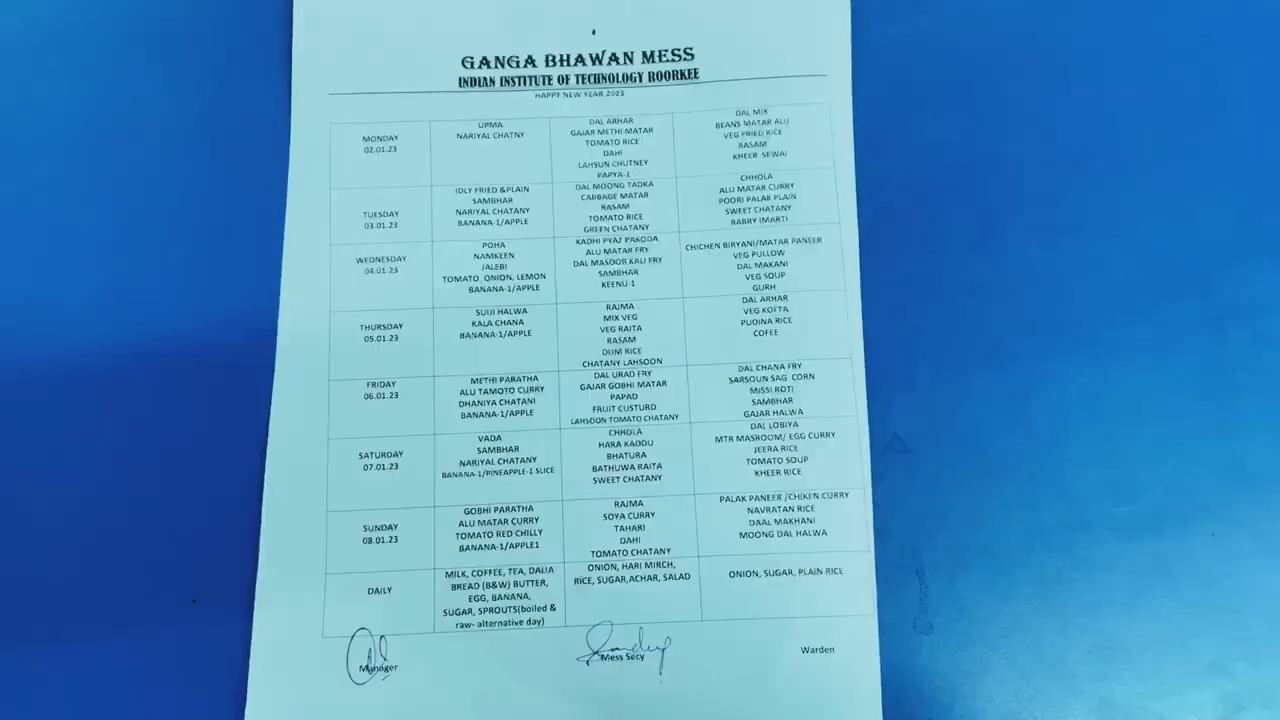 GANGA BHAWAN MESS
INDIAN INSTITUTE OF TECHNOLOGY ROORKEE
HAPPY NEW YEAR 2023
MONDAY
02.01.23
UPMA
NARIYAL CHATNY
DAL ARHAR
GAJAR METHI MATAR
TOMATO RICE
DAHI
LAHSUN CHUTNEY
PAPYA-1
DAL MIX
BEANS MATAR ALU
VEG FRIED RICE
RASAM
KHEER SEWAI
TUESDAY
03.01.23
IDLY FRIED &PLAIN
SAMBHAR
NARIYAL CHATANY
BANANA-1/APPLE
DAL MOONG TADKA
CABBAGE MATAR
RASAM
TOMATO RICE
GREEN CHATANY
CHHOLA
ALU MATAR CURRY
POORI PALAK PLAIN
SWEET CHATANY
RABRY (MART)
WEDNESDAY
04.01.23
POHA
NAMKEEN
JALEBI
TOMATO ONION, LEMON
BANANA-1/APPLE
KADHI PYAZ PAKODA
ALU MATAR FRY
DAL MASOOR KALI FRY
SAMBHAR
KEENU-1
CHICHEN BIRYANI/MATAR PANEER
VEG PULLOW
DAL MAKANI
VEG SOUP
GURH
THURSDAY
05.01.23
SUIJI HALWA
KALA CHANA
BANANA-1/APPLE
RAJMA
MIX VEG
VEG RAITA
RASAM
DUM RICE
CHATANY LAHSOON
DAL ARHAR
VEG KOFTA
PUDINA RICE
COFEE
FRIDAY
06.01.23
METHI PARATHA
ALU TAMOTO CURRY
DHANIYA CHATANI
BANANA-1/APPLE
DAL URAD FRY
GAJAR GOBHI MATAR
PAPAD
FRUIT CUSTURD
LAHSOON TOMATO CHATANY
DAL CHANA FRY
SARSOUN SAG CORN
MISSI ROTI
SAMBHAR
GAJAR HALWA
SATURDAY
07.01.23
VADA
SAMBHAR
NARIYAL CHATANY
BANANA-1/PINEAPPLE-1 SLICE
CHHOLA
HARA KADDU
BHATURA
BATHUWA RAITA
SWEET CHATANY
DAL LOBIYA
MTR MASROOM/ EGG CURRY
JEERA RICE
TOMATO SOUP
KHEER RICE
SUNDAY
08.01.23
GOBHI PARATHA
ALU MATAR CURRY
TOMATO RED CHILLY
BANANA-1/APPLE1
RAJMA
SOYA CURRY
TAHARI
DAHI
TOMATO CHATANY
PALAK PANEER /CHIKEN CURRY
NAVRATAN RICE
DAAL MAKHANI
MOONG DAL HALWA
DAILY
MILK, COFFEE, TEA, DALIA
BREAD (B&W) BUTTER,
EGG, BANANA,
SUGAR, SPROUTS(boiled &
raw- alternative day)
ONION, HARI MIRCH,
RICE, SUGAR,ACHAR, SALAD
ONION, SUGAR, PLAIN RICE
Manager
Mess Secy
Warden